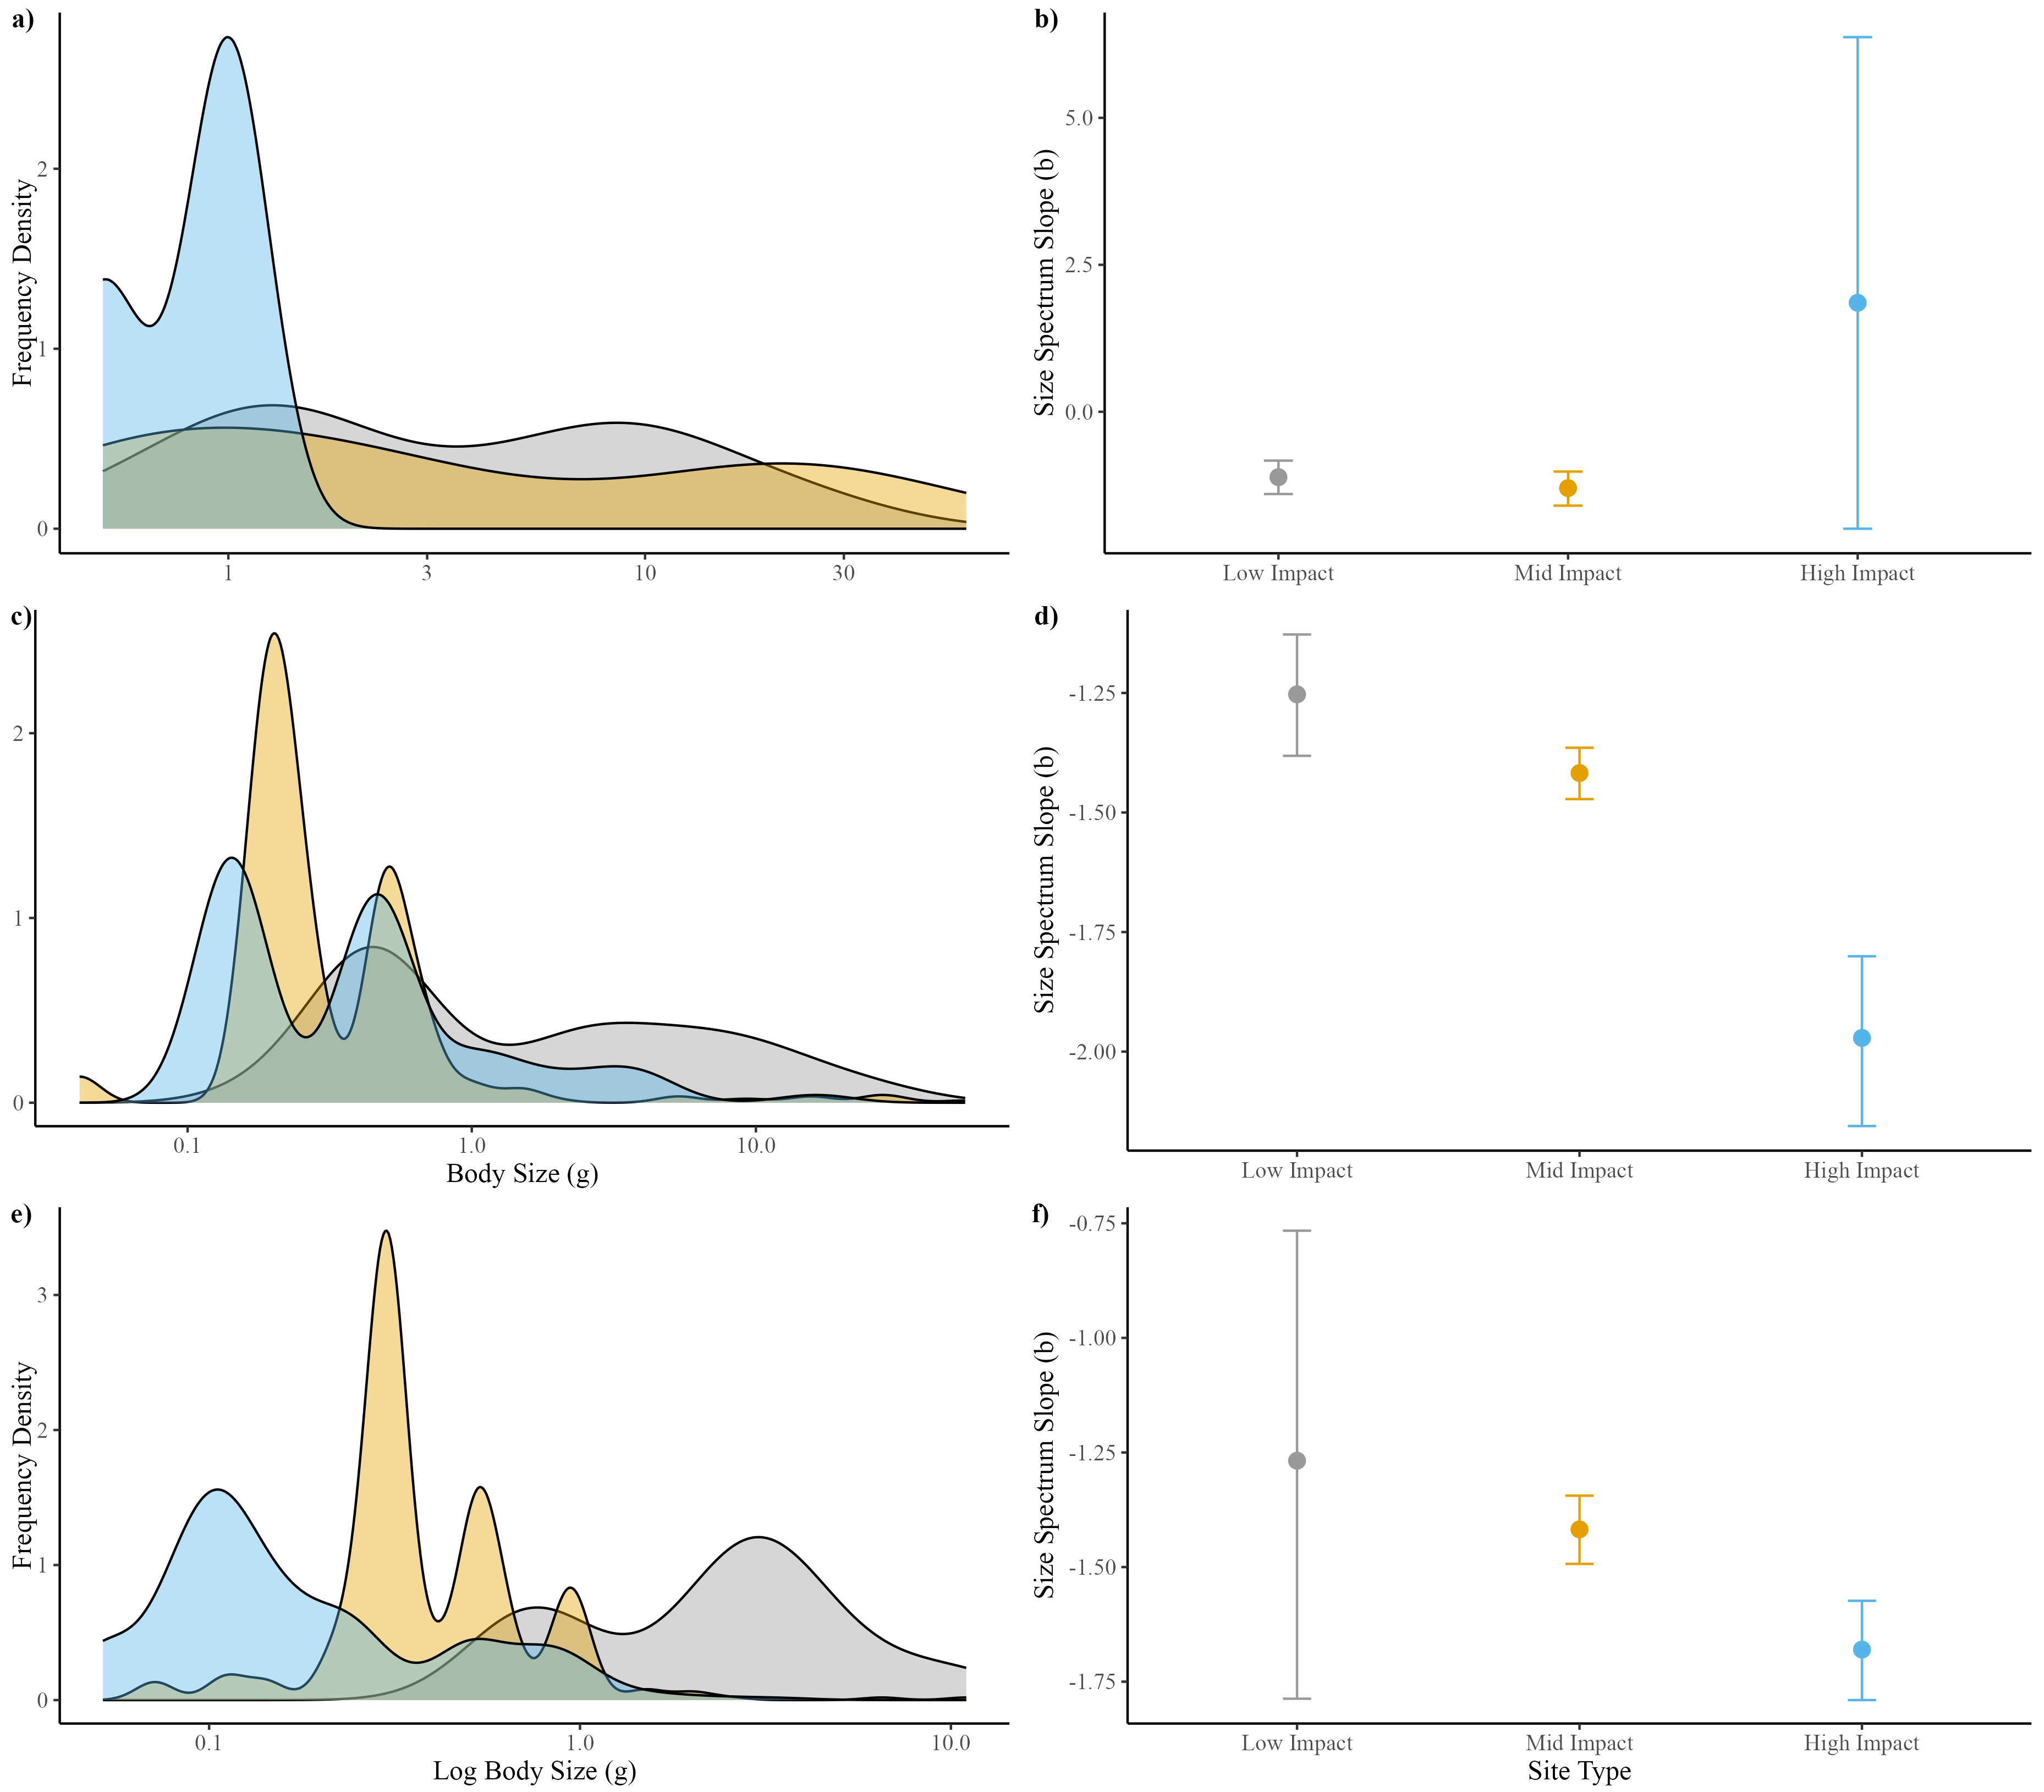 a)
Frequency Density
2
1
0
1 3 10 30
b)
Size Spectrum Slope (b)
5.0
2.5
0.0
Low Impact Mid Impact High Impact
c)
2
1
0
0.1 1.0 10.0
Body Size (g)
d)
Size Spectrum Slope (b)
-1.25
-1.50
-1.75
-2.00
Low Impact Mid Impact High Impact
e)
Frequency Density
3
2
1
0
0.1 1.0 10.0
Log Body Size (g)
f)
Size Spectrum Slope (b)
-0.75
-1.00
-1.25
-1.50
-1.75
Low Impact Mid Impact High Impact
Site Type